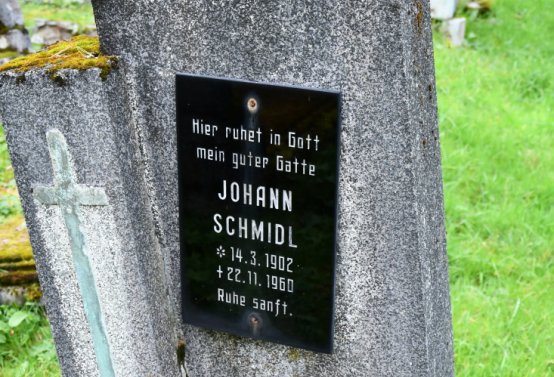 Hier ruhet in Gott
mein guter Gatte
JOHANN
SCHMIDL
* 14.3.1902
+ 22.11.1960
Ruhe sanft.